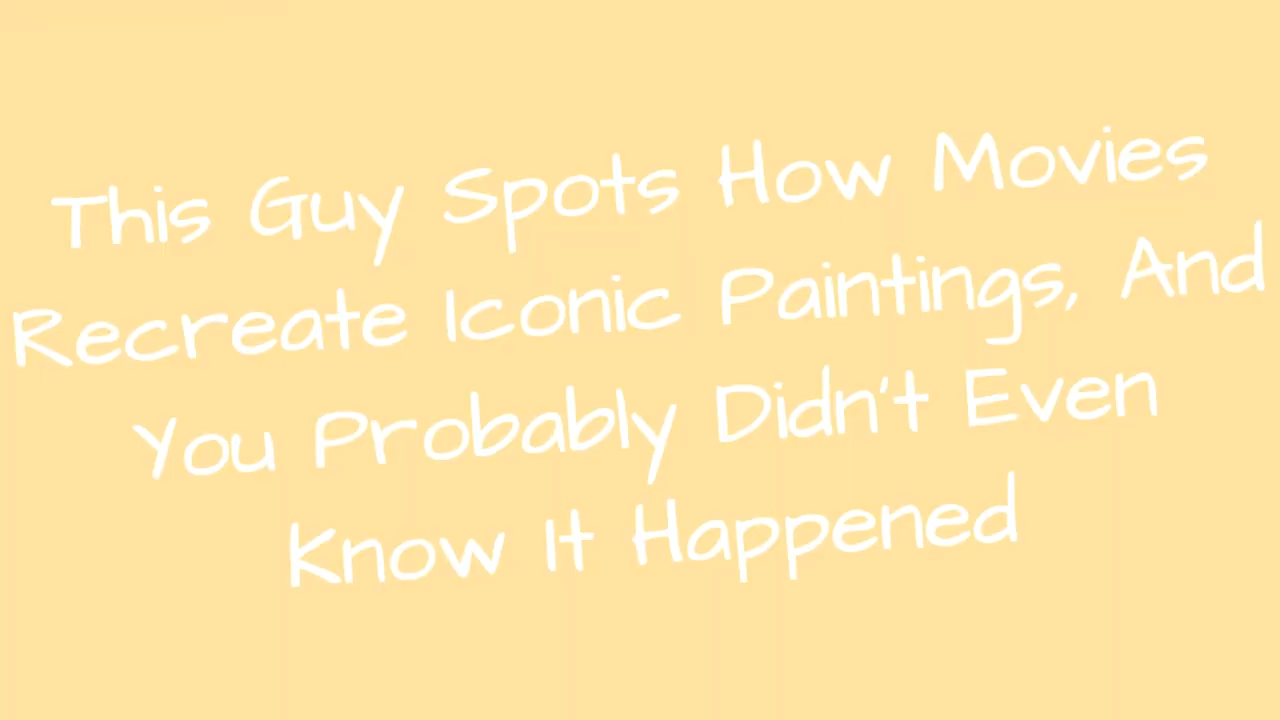 This Guy Spots How Movies
Recreate Iconic Paintings, And
You Probably Didn't Even
Know It Happened